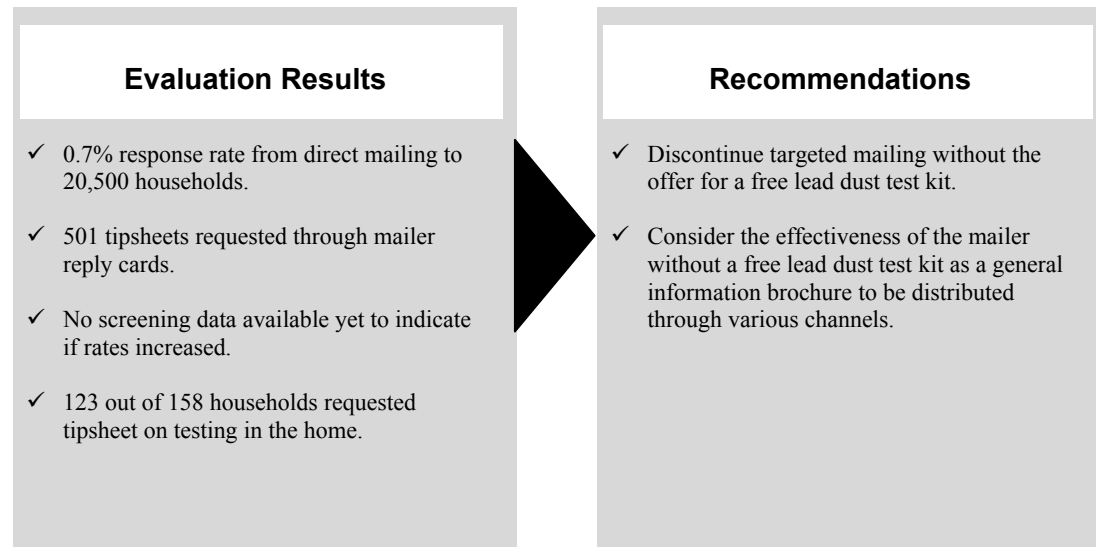 Evaluation Results
✓ 0.7% response rate from direct mailing to
20,500 households.
✓ 501 tipsheets requested through mailer
reply cards.
✓ No screening data available yet to indicate
if rates increased.
✓ 123 out of 158 households requested
tipsheet on testing in the home.
Recommendations
✓ Discontinue targeted mailing without the
offer for a free lead dust test kit.
✓ Consider the effectiveness of the mailer
without a free lead dust test kit as a general
information brochure to be distributed
through various channels.